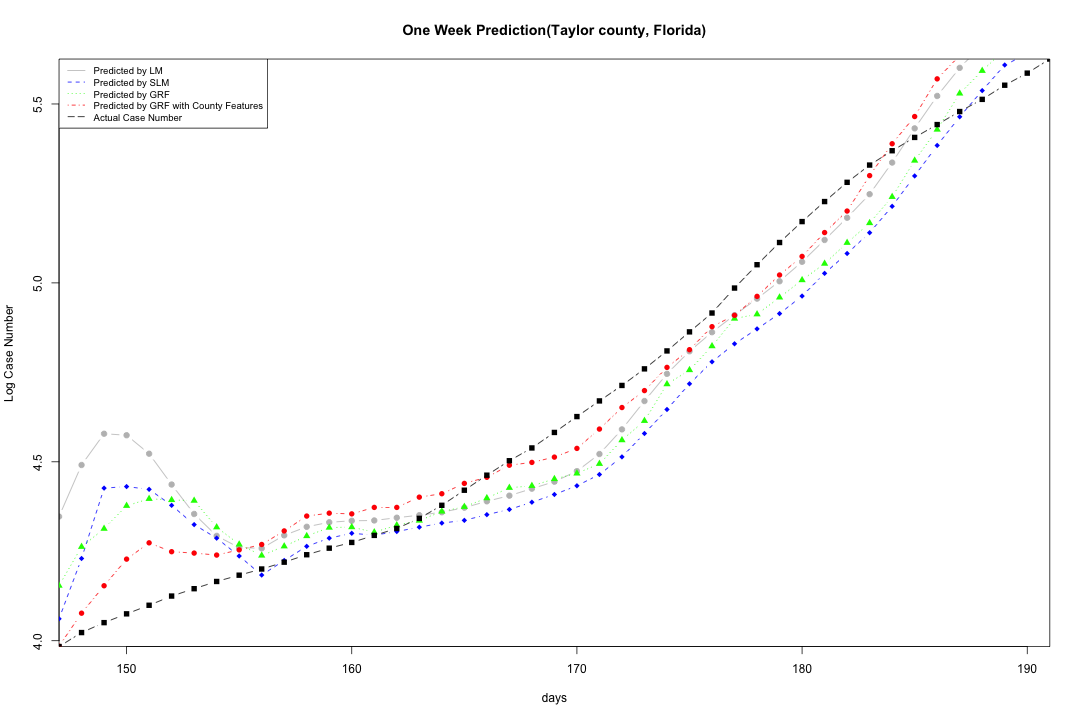 One Week Prediction(Taylor county, Florida)
Predicted by LM
Predicted by SLM
Predicted by GRF
Predicted by GRF with County Features
Actual Case Number
Log Case Number
5.5
5.0
4.5
4.0
150 160 170 180 190
days